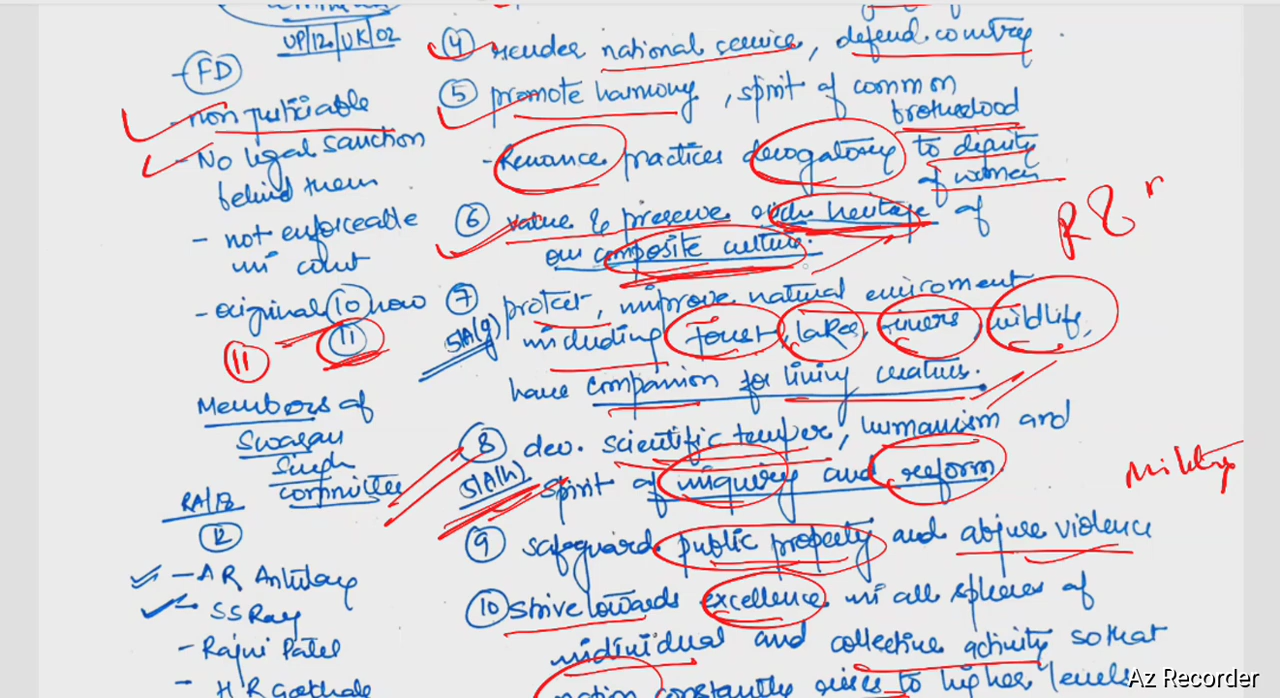 UP/12/UK/02
- FD
- non justiciable
- No legal sanction
behind them
- not enforceable
in court
- original 10 now
11
11
Members of
Swaran
Singh
committee
RA/12
12
- AR Antulay
- SS Ray
- Rajni Patel
- H R Gokhale
④ render national service, defend country.
⑤ promote harmony, spirit of common
brotherhood
- Renounce practices derogatory to dignity
of women
⑥ value & preserve rich heritage of
our composite culture.
⑦ protect, improve natural enviroment
51A(g)
including forest, lakes, rivers, wildlife,
have compassion for living creatures.
⑧ dev. scientific temper, humanism and
51A(h)
spirit of inquiry and reform
⑨ safeguard public property and abjure violence
⑩ strive towards excellence in all spheres of
individual and collective activity so that
nation constantly rises to higher levels
Military
Az Recorder